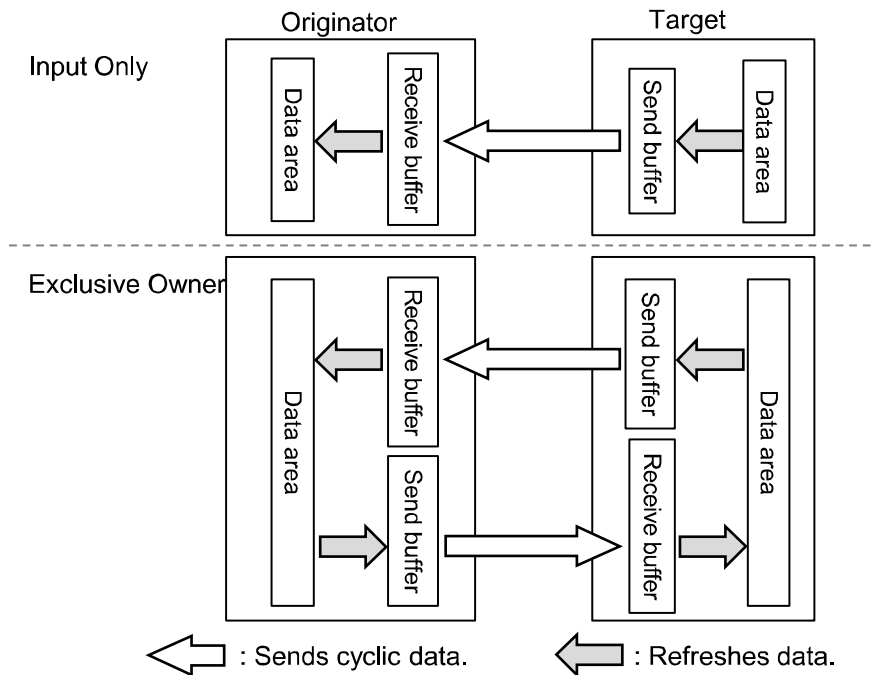 Originator
Target
Input Only
Data area
Receive buffer
Send buffer
Data area
Exclusive Owner
Data area
Receive buffer
Send buffer
Send buffer
Receive buffer
Data area
: Sends cyclic data.
: Refreshes data.